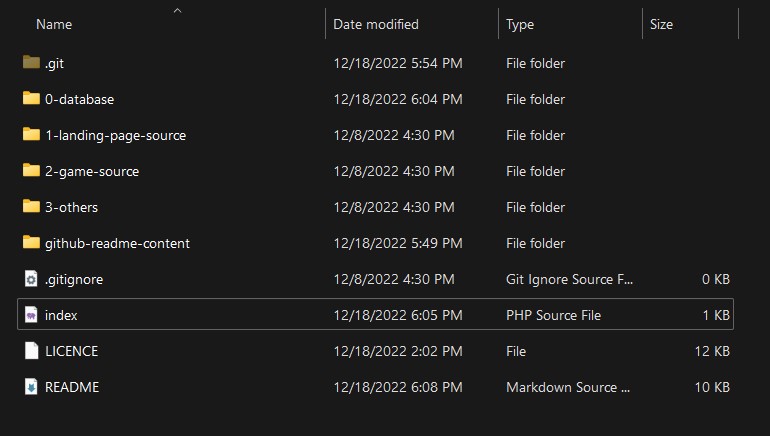 Name Date modified Type Size
.git 12/18/2022 5:54 PM File folder
0-database 12/18/2022 6:04 PM File folder
1-landing-page-source 12/8/2022 4:30 PM File folder
2-game-source 12/8/2022 4:30 PM File folder
3-others 12/8/2022 4:30 PM File folder
github-readme-content 12/18/2022 5:49 PM File folder
.gitignore 12/8/2022 4:30 PM Git Ignore Source F... 0 KB
index 12/18/2022 6:05 PM PHP Source File 1 KB
LICENCE 12/18/2022 2:02 PM File 12 KB
README 12/18/2022 6:08 PM Markdown Source ... 10 KB